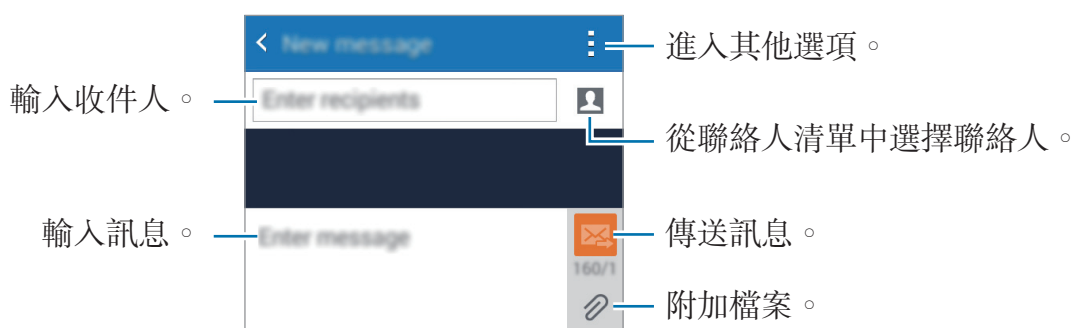 New message
進入其他選項。
輸入收件人。
Enter recipients
從聯絡人清單中選擇聯絡人。
輸入訊息。
Enter message
傳送訊息。
160/1
附加檔案。